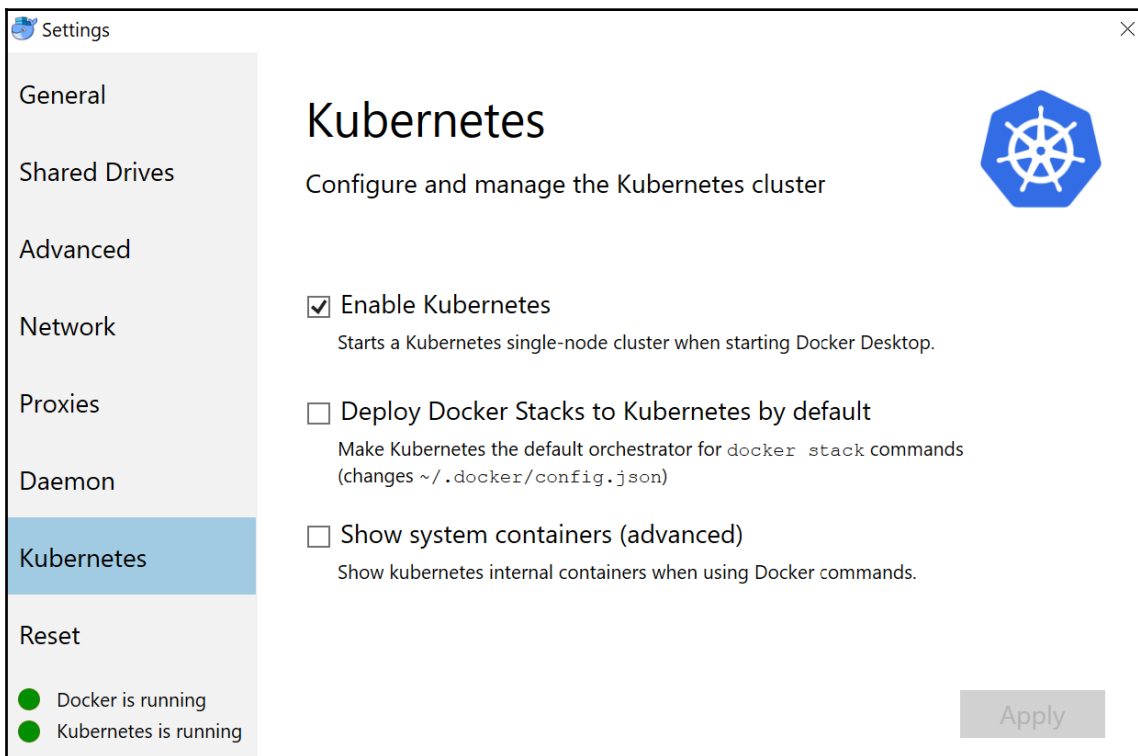 Settings
General
Shared Drives
Advanced
Network
Proxies
Daemon
Kubernetes
Reset
Docker is running
Kubernetes is running
Kubernetes
Configure and manage the Kubernetes cluster
Enable Kubernetes
Starts a Kubernetes single-node cluster when starting Docker Desktop.
Deploy Docker Stacks to Kubernetes by default
Make Kubernetes the default orchestrator for docker stack commands
(changes ~/.docker/config.json)
Show system containers (advanced)
Show kubernetes internal containers when using Docker commands.
Apply